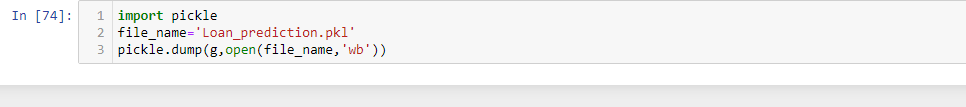 In [74]:
1 import pickle
2 file_name='Loan_prediction.pkl'
3 pickle.dump(g,open(file_name,'wb'))